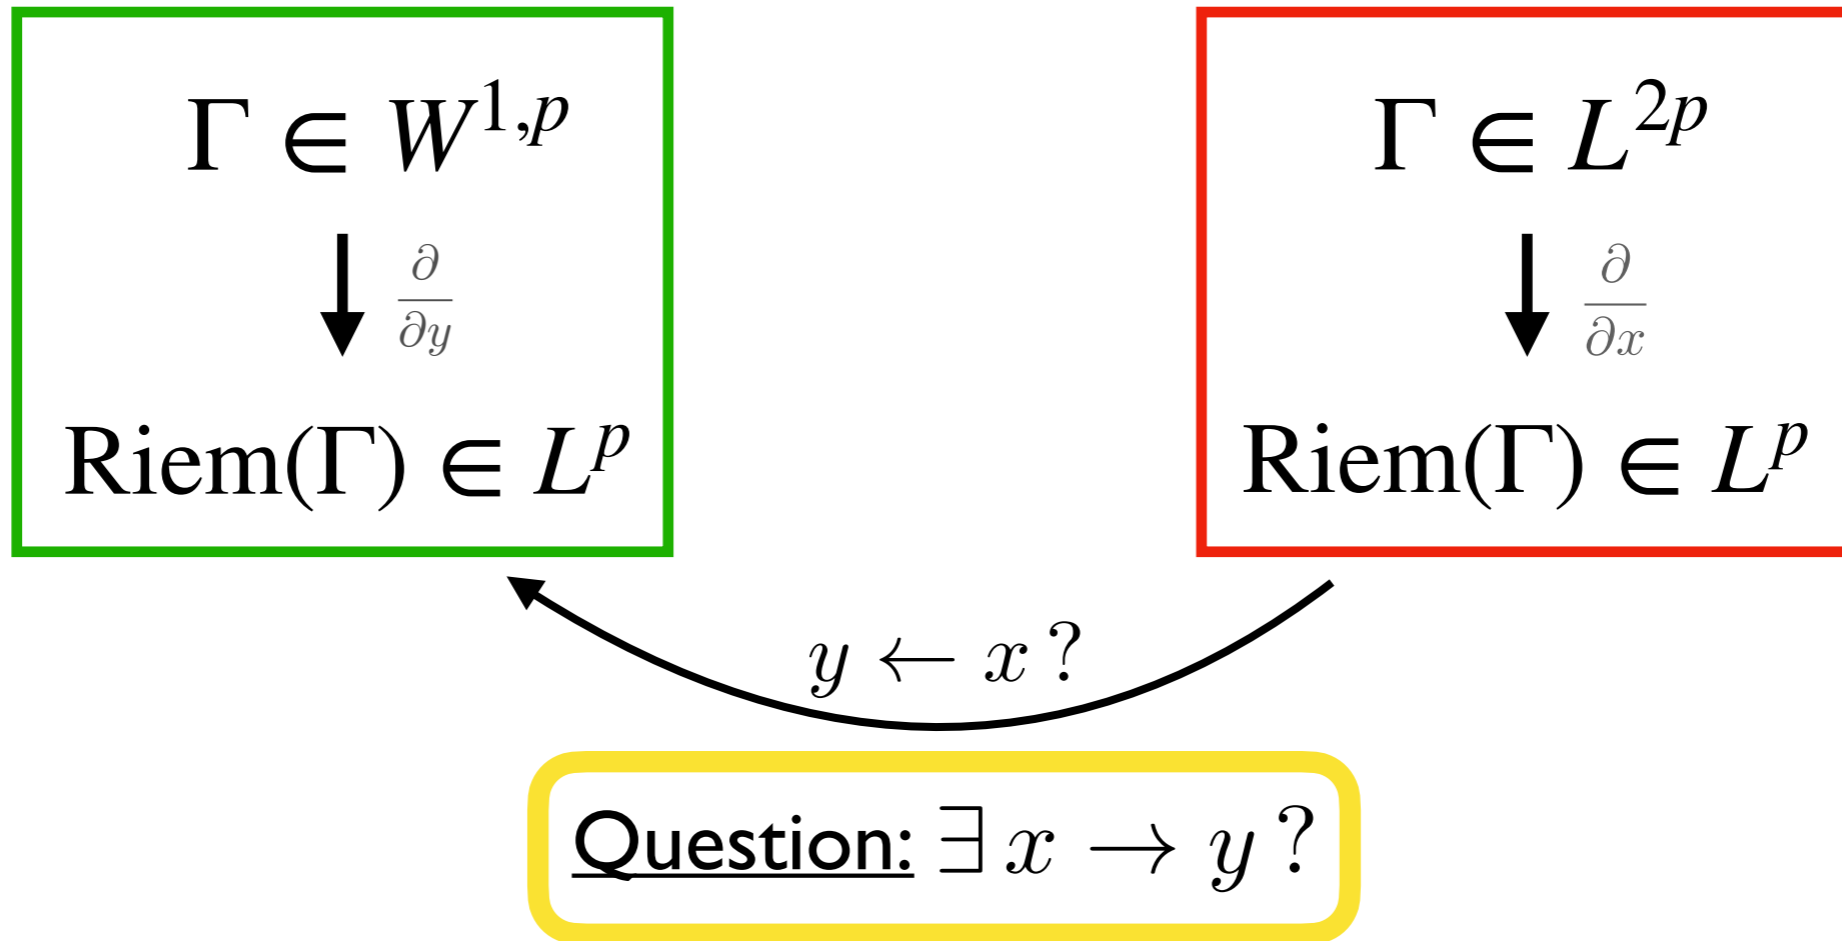 Γ ∈ W^{1,p}
∂/∂y
Riem(Γ) ∈ L^p
Γ ∈ L^{2p}
∂/∂x
Riem(Γ) ∈ L^p
y ← x ?
Question: ∃ x → y ?